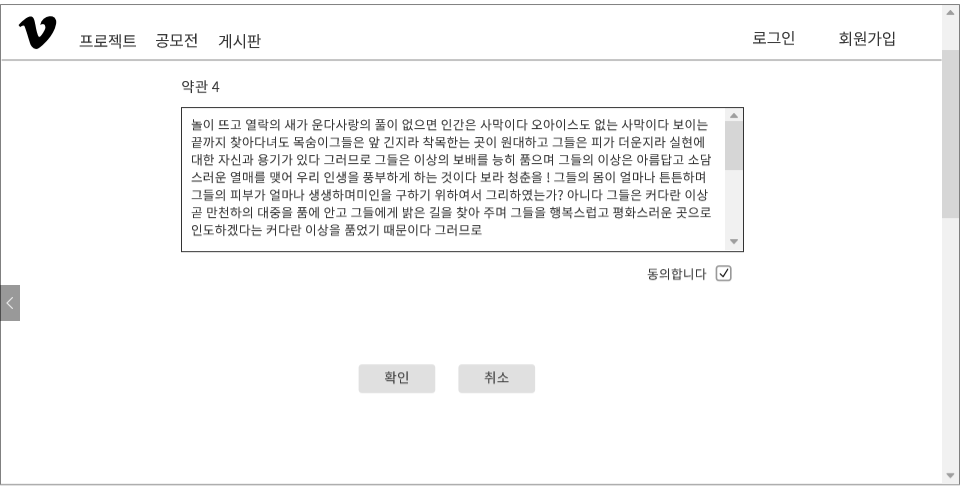 프로젝트 공모전 게시판 로그인 회원가입
약관 4
놀이 뜨고 열락의 새가 운다사랑의 풀이 없으면 인간은 사막이다 오아이스도 없는 사막이다 보이는
끝까지 찾아다녀도 목숨이그들은 앞 긴지라 착목한는 곳이 원대하고 그들은 피가 더운지라 실현에
대한 자신과 용기가 있다 그러므로 그들은 이상의 보배를 능히 품으며 그들의 이상은 아름답고 소담
스러운 열매를 맺어 우리 인생을 풍부하게 하는 것이다 보라 청춘을 ! 그들의 몸이 얼마나 튼튼하며
그들의 피부가 얼마나 생생하며미인을 구하기 위하여서 그리하였는가? 아니다 그들은 커다란 이상
곧 만천하의 대중을 품에 안고 그들에게 밝은 길을 찾아 주며 그들을 행복스럽고 평화스러운 곳으로
인도하겠다는 커다란 이상을 품었기 때문이다 그러므로
동의합니다
확인 취소